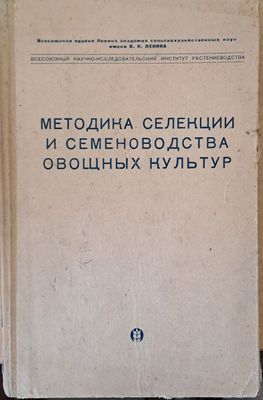 Всесоюзная ордена Ленина академия сельскохозяйственных наук
имени В. И. ЛЕНИНА
ВСЕСОЮЗНЫЙ НАУЧНО-ИССЛЕДОВАТЕЛЬСКИЙ ИНСТИТУТ РАСТЕНИЕВОДСТВА
МЕТОДИКА СЕЛЕКЦИИ
И СЕМЕНОВОДСТВА
ОВОЩНЫХ КУЛЬТУР